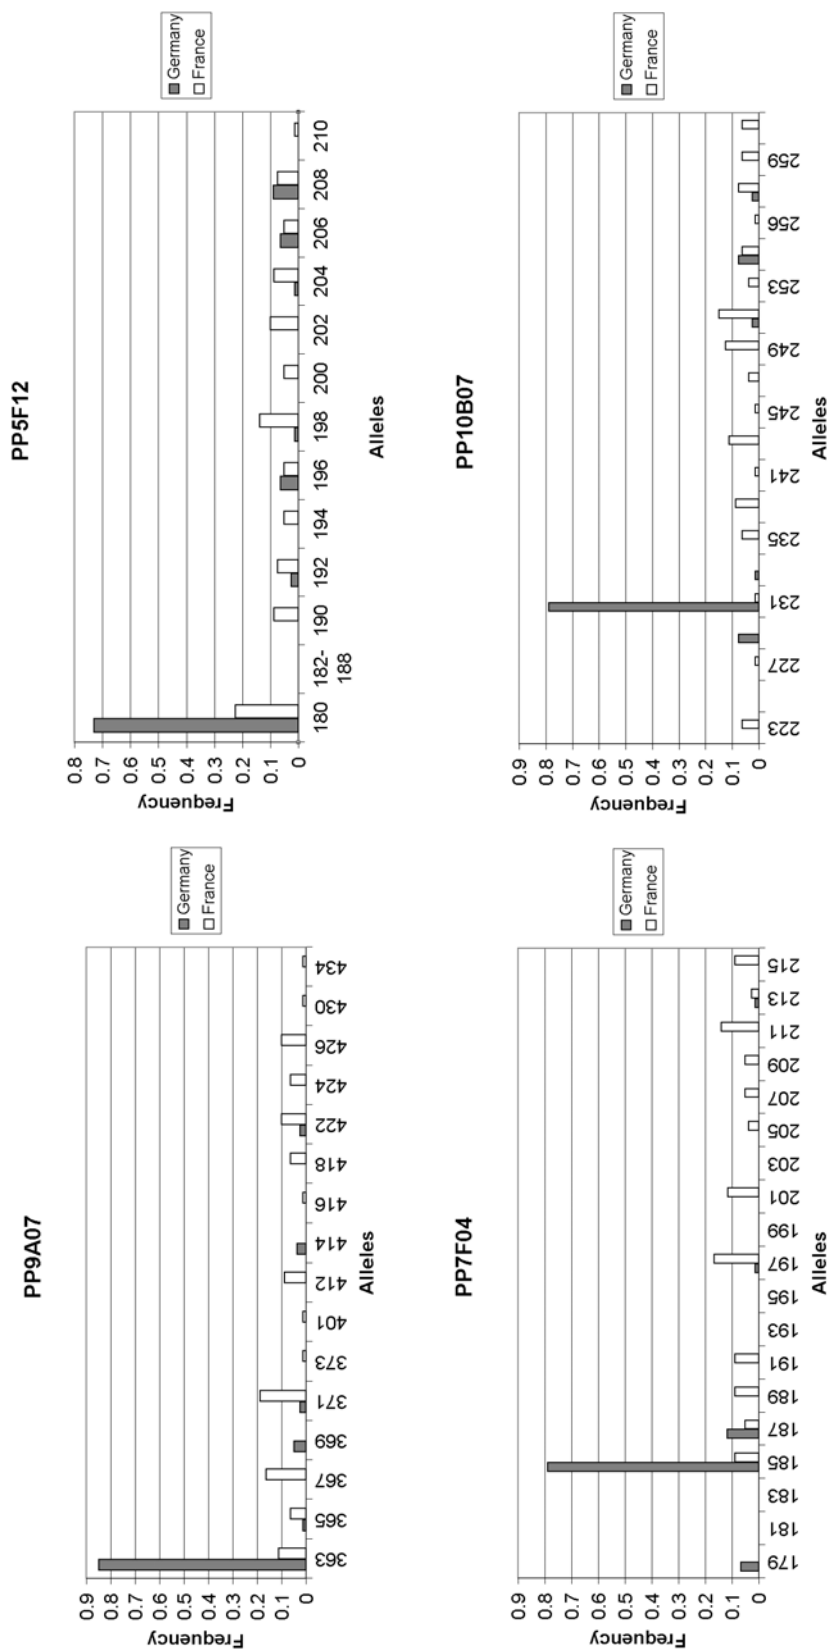 PP9A07
Frequency
0.9
0.8
0.7
0.6
0.5
0.4
0.3
0.2
0.1
0
363 365 367 369 371 373 401 412 414 416 418 422 424 426 430 434
Alleles
Germany
France
PP5F12
Frequency
0.8
0.7
0.6
0.5
0.4
0.3
0.2
0.1
0
180 182- 190 192 194 196 198 200 202 204 206 208 210
188
Alleles
Germany
France
PP7F04
Frequency
0.9
0.8
0.7
0.6
0.5
0.4
0.3
0.2
0.1
0
179 181 183 185 187 189 191 193 195 197 199 201 203 205 207 209 211 213 215
Alleles
Germany
France
PP10B07
Frequency
0.9
0.8
0.7
0.6
0.5
0.4
0.3
0.2
0.1
0
223 227 231 235 241 245 249 253 256 259
Alleles
Germany
France